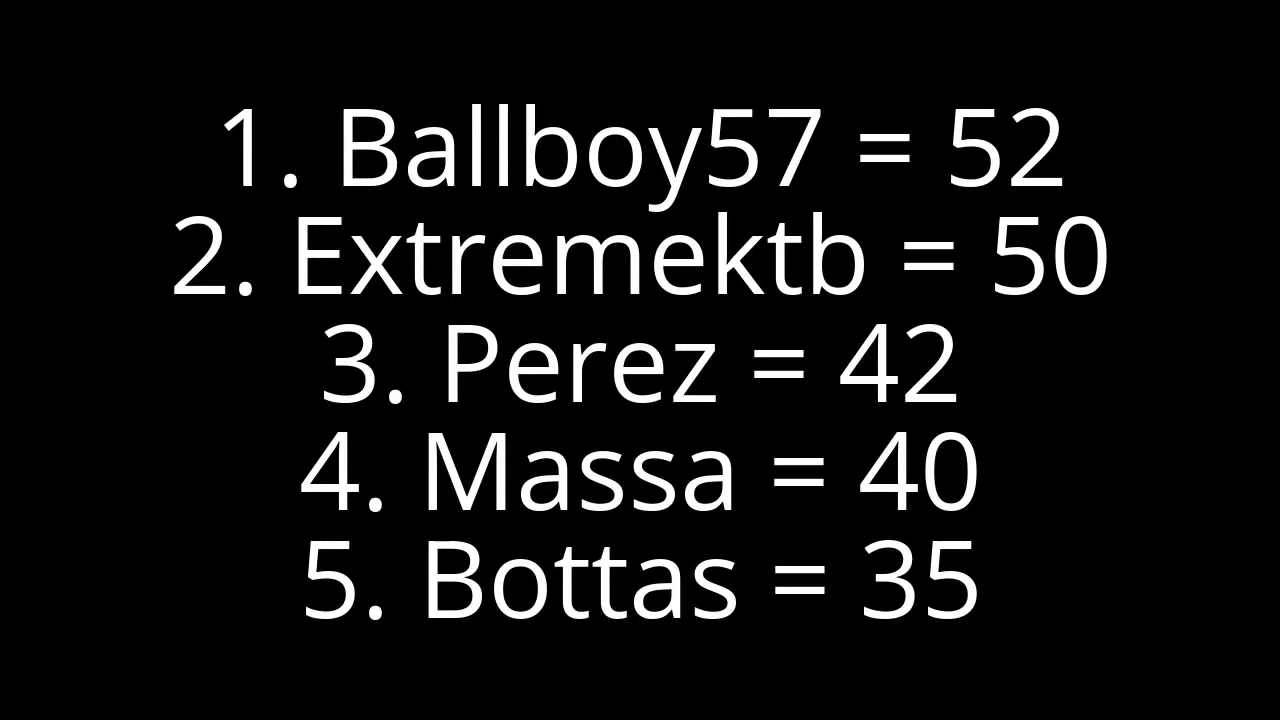 1. Ballboy57 = 52
2. Extremektb = 50
3. Perez = 42
4. Massa = 40
5. Bottas = 35